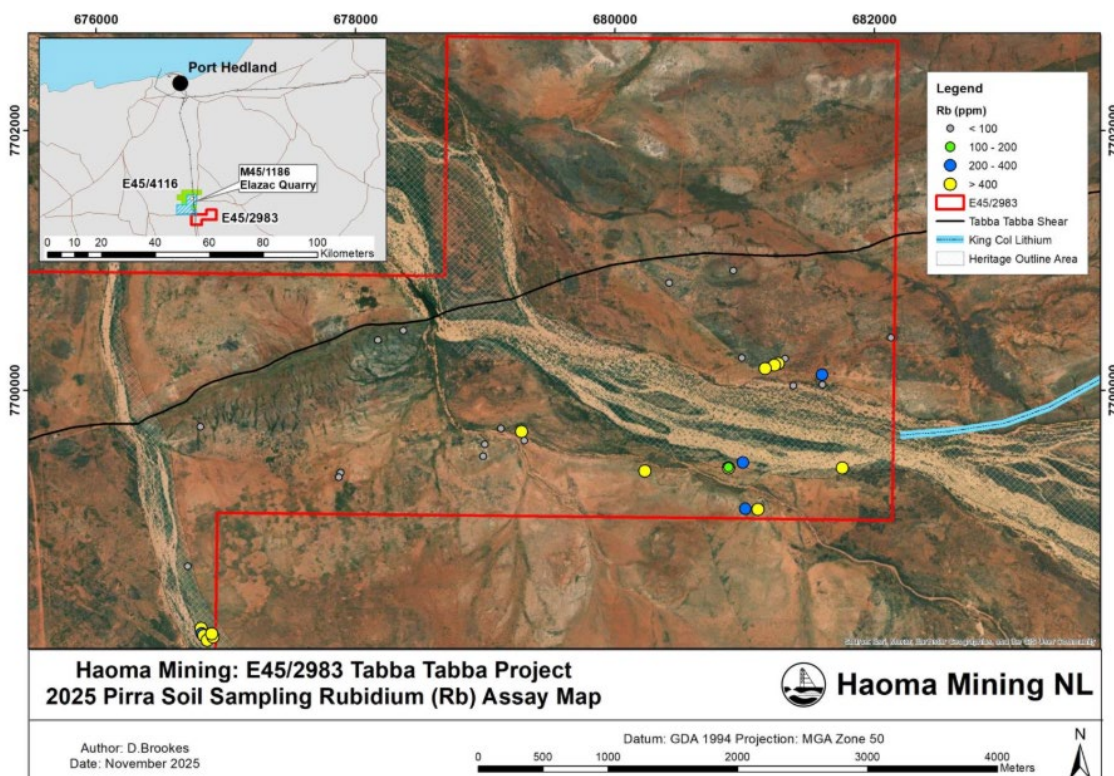 676000
678000
680000
682000
7702000
7700000
7702000
7700000
Port Hedland
E45/4116
M45/1186
Elazac Quarry
E45/2983
0 10 20 40 60 80 100
Kilometers
Legend
Rb (ppm)
< 100
100 - 200
200 - 400
> 400
E45/2983
Tabba Tabba Shear
King Col Lithium
Heritage Outline Area
Haoma Mining: E45/2983 Tabba Tabba Project
2025 Pirra Soil Sampling Rubidium (Rb) Assay Map
Haoma Mining NL
Author: D.Brookes
Date: November 2025
Datum: GDA 1994 Projection: MGA Zone 50
0 500 1000 2000 3000 4000
Meters
N